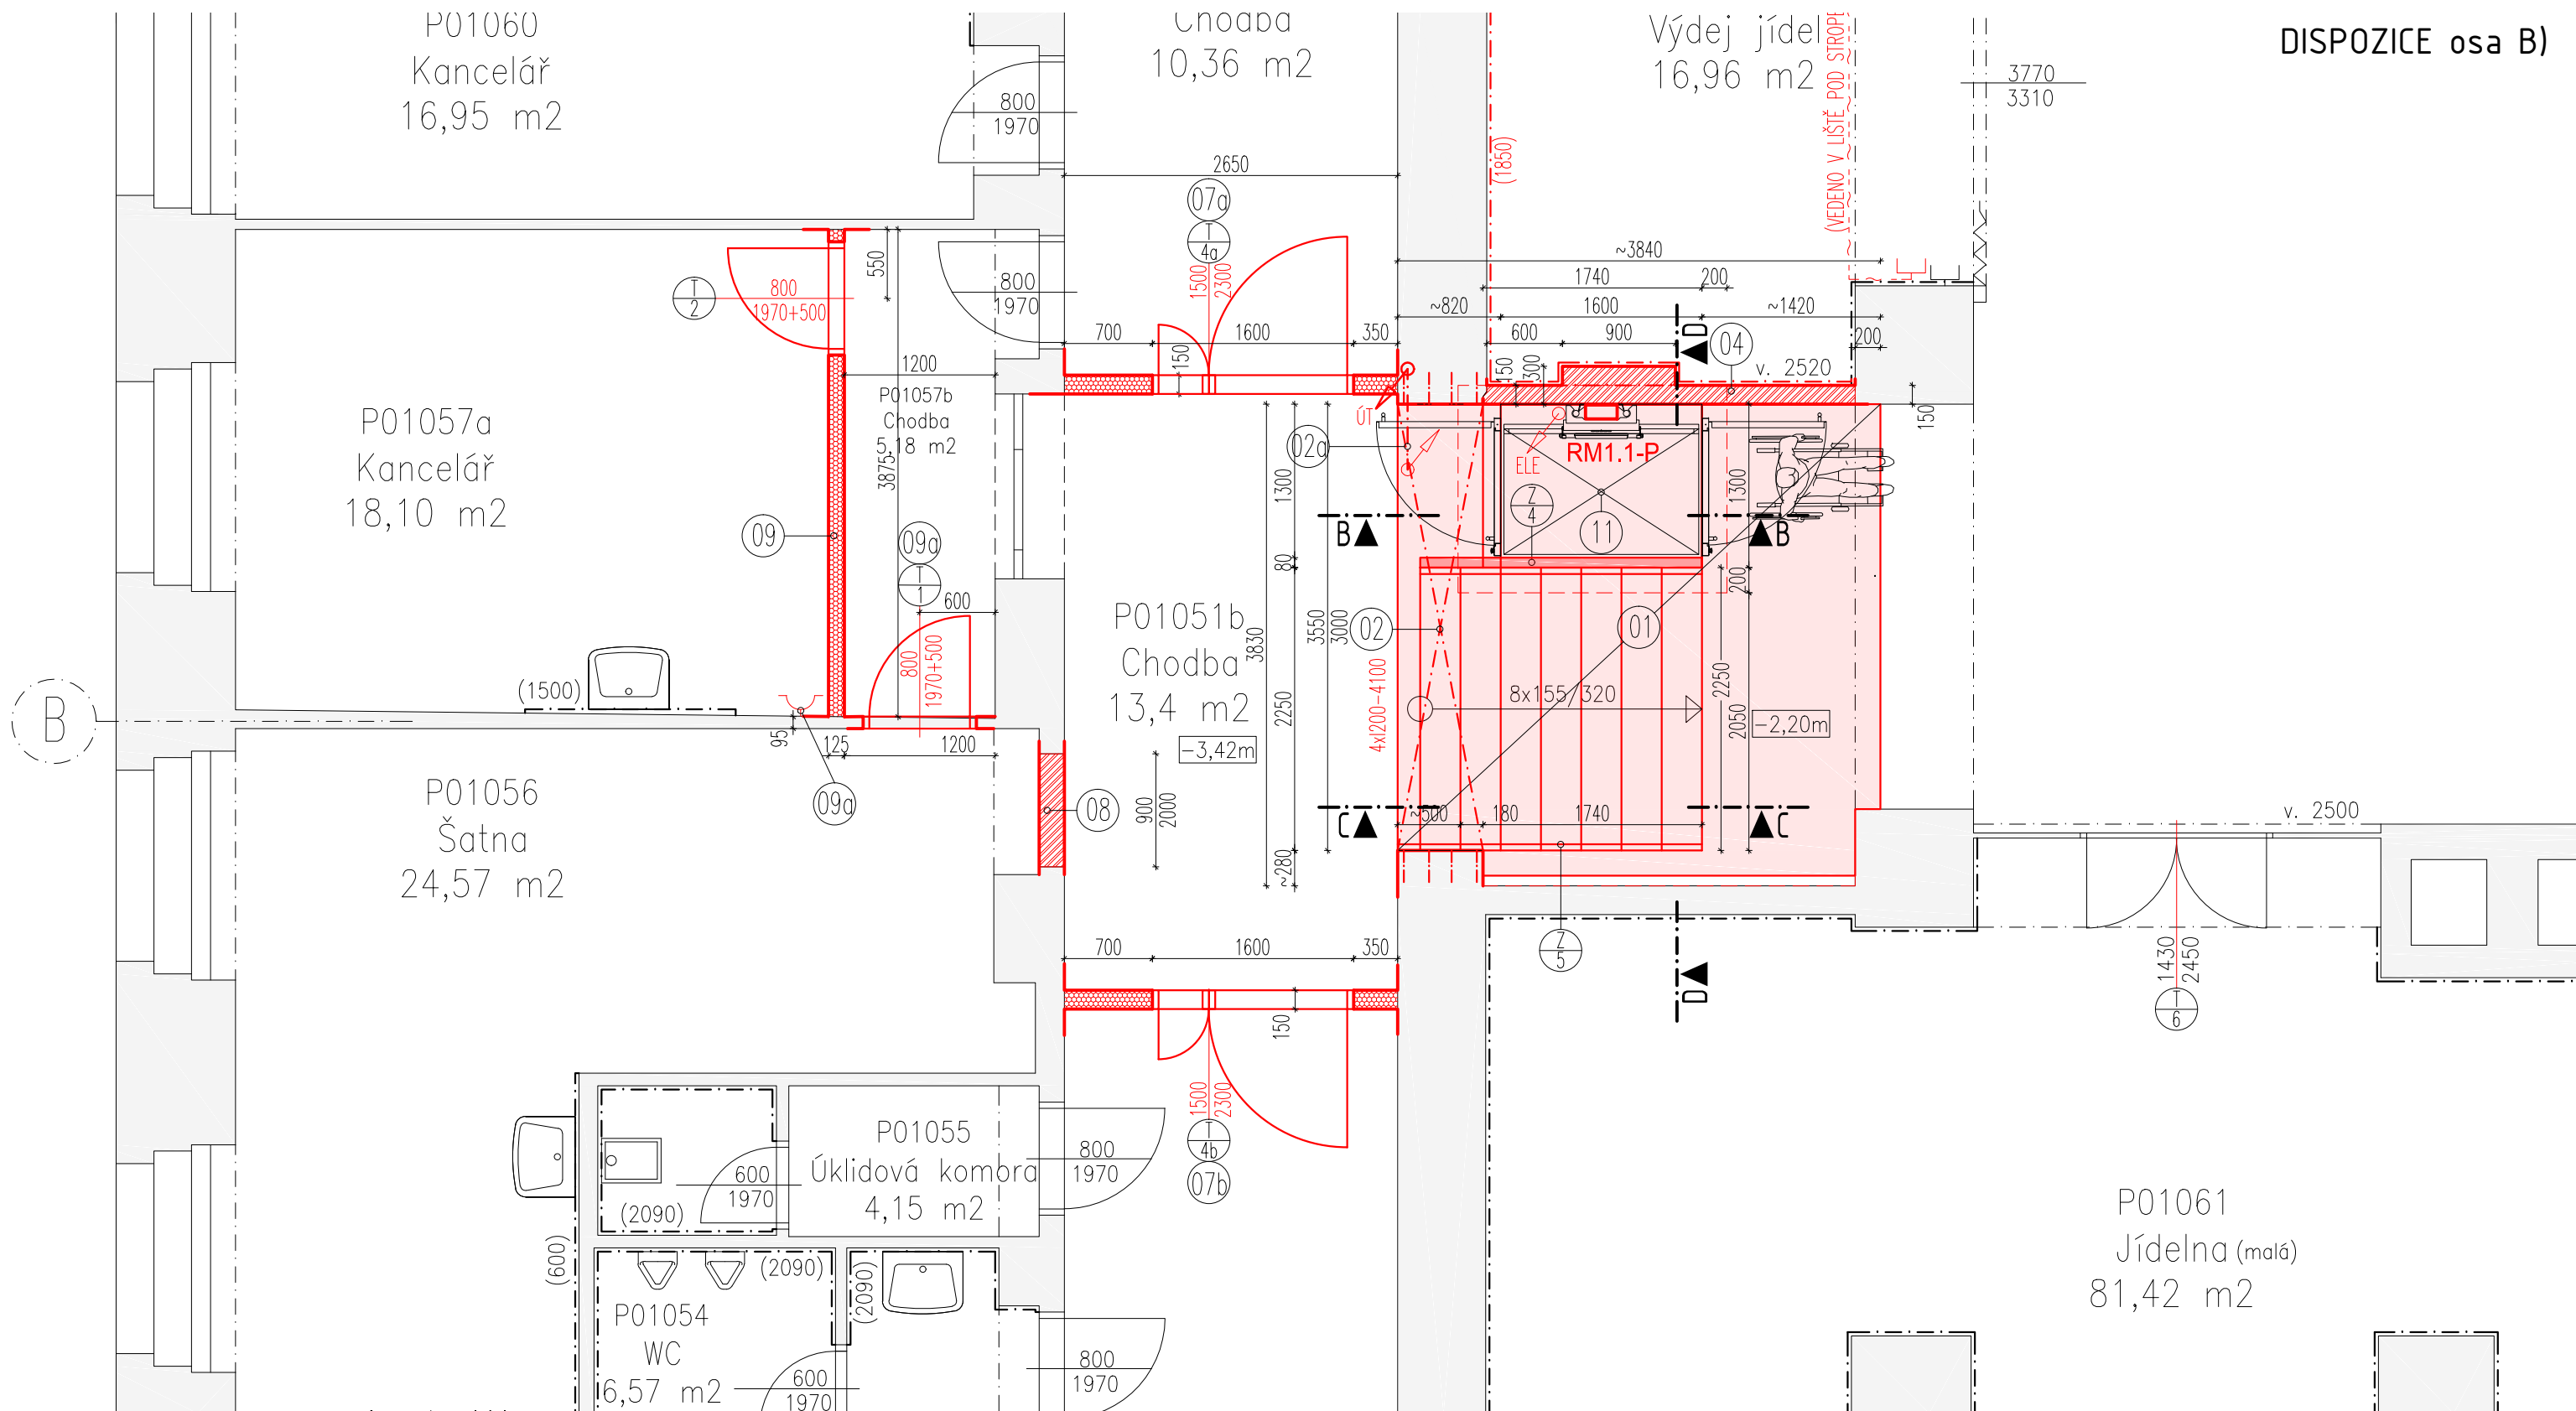 DISPOZICE osa B)
P01060
Kancelář
16,95 m2
Chodba
10,36 m2
Výdej jídel
16,96 m2
(VEDENO V LIŠTĚ POD STROPE
3770
3310
800
1970
2650
(1850)
07a
T
4a
1500
2300
~3840
1740
200
~820
1600
~1420
600
900
200
D
04
v. 2520
150
300
150
700
1600
350
150
550
800
1970
T
2
800
1970+500
1200
P01057b
Chodba
5,18 m2
3875
P01057a
Kancelář
18,10 m2
09
09a
T
1
600
800
1970+500
ÚT
02a
ELE
RM1.1-P
Z
4
11
1300
1300
B
B
80
200
P01051b
Chodba
13,4 m2
-3,42m
3830
3550
3000
02
01
4xI200-4100
8x155/320
2250
2250
2050
-2,20m
(1500)
B
95
125
1200
09a
P01056
Šatna
24,57 m2
08
900
2000
~500
180
1740
C
C
~280
v. 2500
700
1600
350
Z
5
D
150
1430
2450
T
6
1500
2300
T
4b
07b
P01055
Úklidová komora
4,15 m2
600
1970
800
1970
(2090)
(600)
(2090)
(2090)
P01054
WC
6,57 m2
600
1970
800
1970
P01061
Jídelna (malá)
81,42 m2